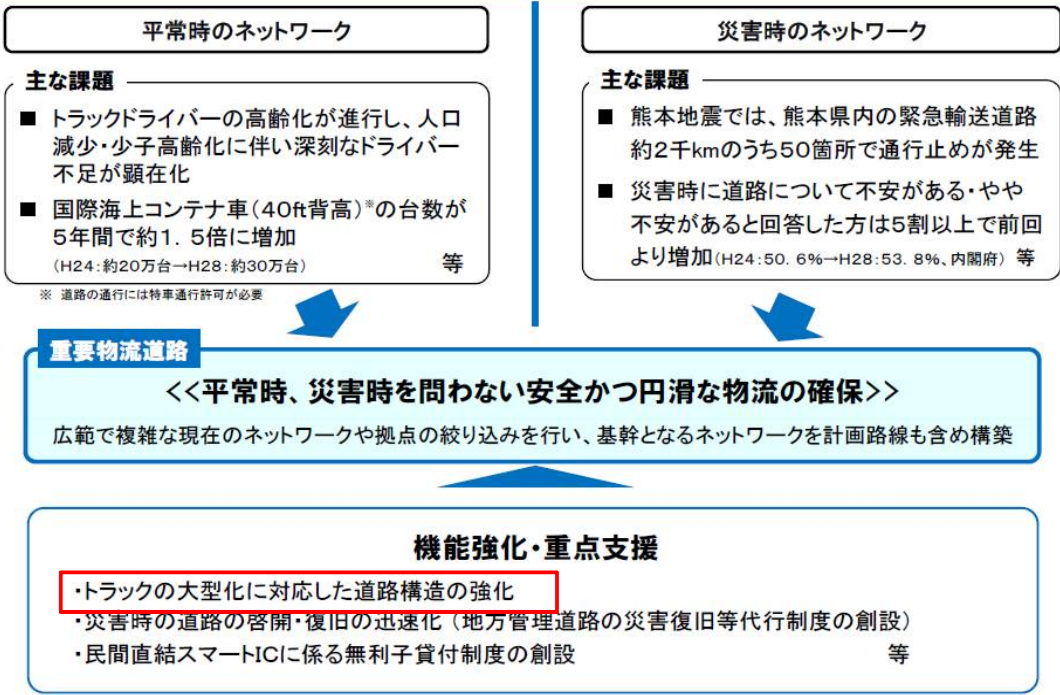 平常時のネットワーク
主な課題
■ トラックドライバーの高齢化が進行し、人口
減少・少子高齢化に伴い深刻なドライバー
不足が顕在化
■ 国際海上コンテナ車(40ft背高)※の台数が
5年間で約1.5倍に増加
(H24:約20万台→H28:約30万台) 等
※ 道路の通行には特車通行許可が必要
災害時のネットワーク
主な課題
■ 熊本地震では、熊本県内の緊急輸送道路
約2千kmのうち50箇所で通行止めが発生
■ 災害時に道路について不安がある・やや
不安があると回答した方は5割以上で前回
より増加(H24:50.6%→H28:53.8%、内閣府) 等
重要物流道路
<<平常時、災害時を問わない安全かつ円滑な物流の確保>>
広範で複雑な現在のネットワークや拠点の絞り込みを行い、基幹となるネットワークを計画路線も含め構築
機能強化・重点支援
・トラックの大型化に対応した道路構造の強化
・災害時の道路の啓開・復旧の迅速化(地方管理道路の災害復旧等代行制度の創設)
・民間直結スマートICに係る無利子貸付制度の創設 等